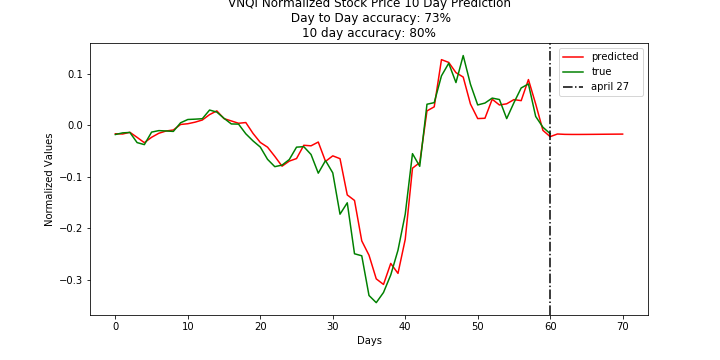 VNQI Normalized Stock Price 10 Day Prediction
Day to Day accuracy: 73%
10 day accuracy: 80%
predicted
true
april 27
Normalized Values
0.1
0.0
−0.1
−0.2
−0.3
0 10 20 30 40 50 60 70
Days